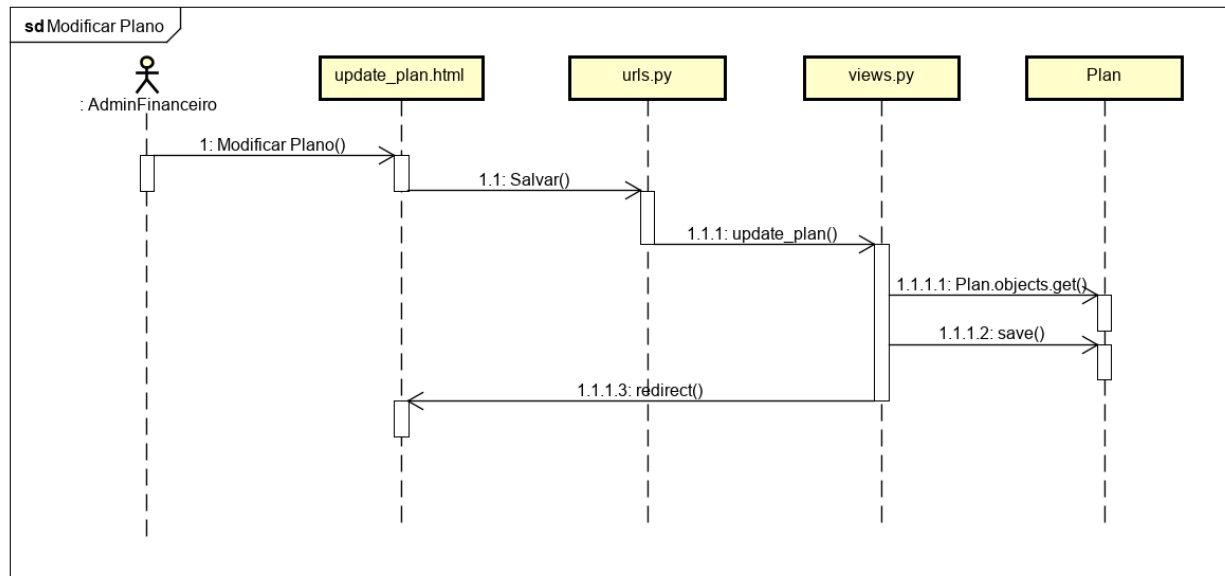 sd Modificar Plano
: AdminFinanceiro
update_plan.html
urls.py
views.py
Plan
1: Modificar Plano()
1.1: Salvar()
1.1.1: update_plan()
1.1.1.1: Plan.objects.get()
1.1.1.2: save()
1.1.1.3: redirect()